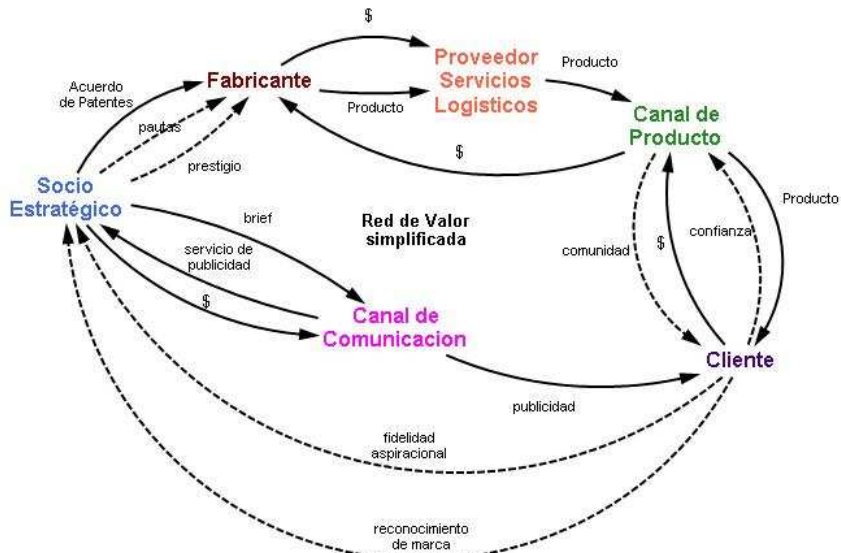 $
Proveedor
Servicios
Logísticos
Producto
Fabricante
Acuerdo
de Patentes
Producto
Canal de
Producto
pautas
$
prestigio
Socio
Estratégico
Producto
brief
Red de Valor
simplificada
confianza
servicio de
publicidad
comunidad
$
$
Canal de
Comunicacion
Cliente
publicidad
fidelidad
aspiracional
reconocimiento
de marca